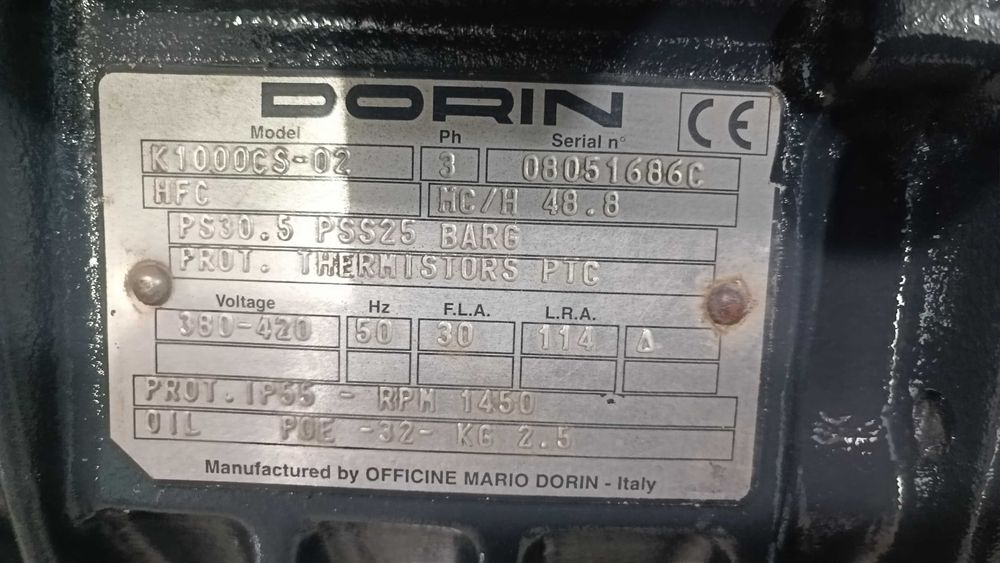 DORIN
CE
Model Ph Serial n°
K1000CS-02 3 08051686C
HFC MC/H 48.8
PS30.5 PSS25 BARG
PROT. THERMISTORS PTC
Voltage Hz F.L.A. L.R.A.
380-420 50 30 114 Δ
PROT.IP55 - RPM 1450
OIL POE -32- KG 2.5
Manufactured by OFFICINE MARIO DORIN - Italy